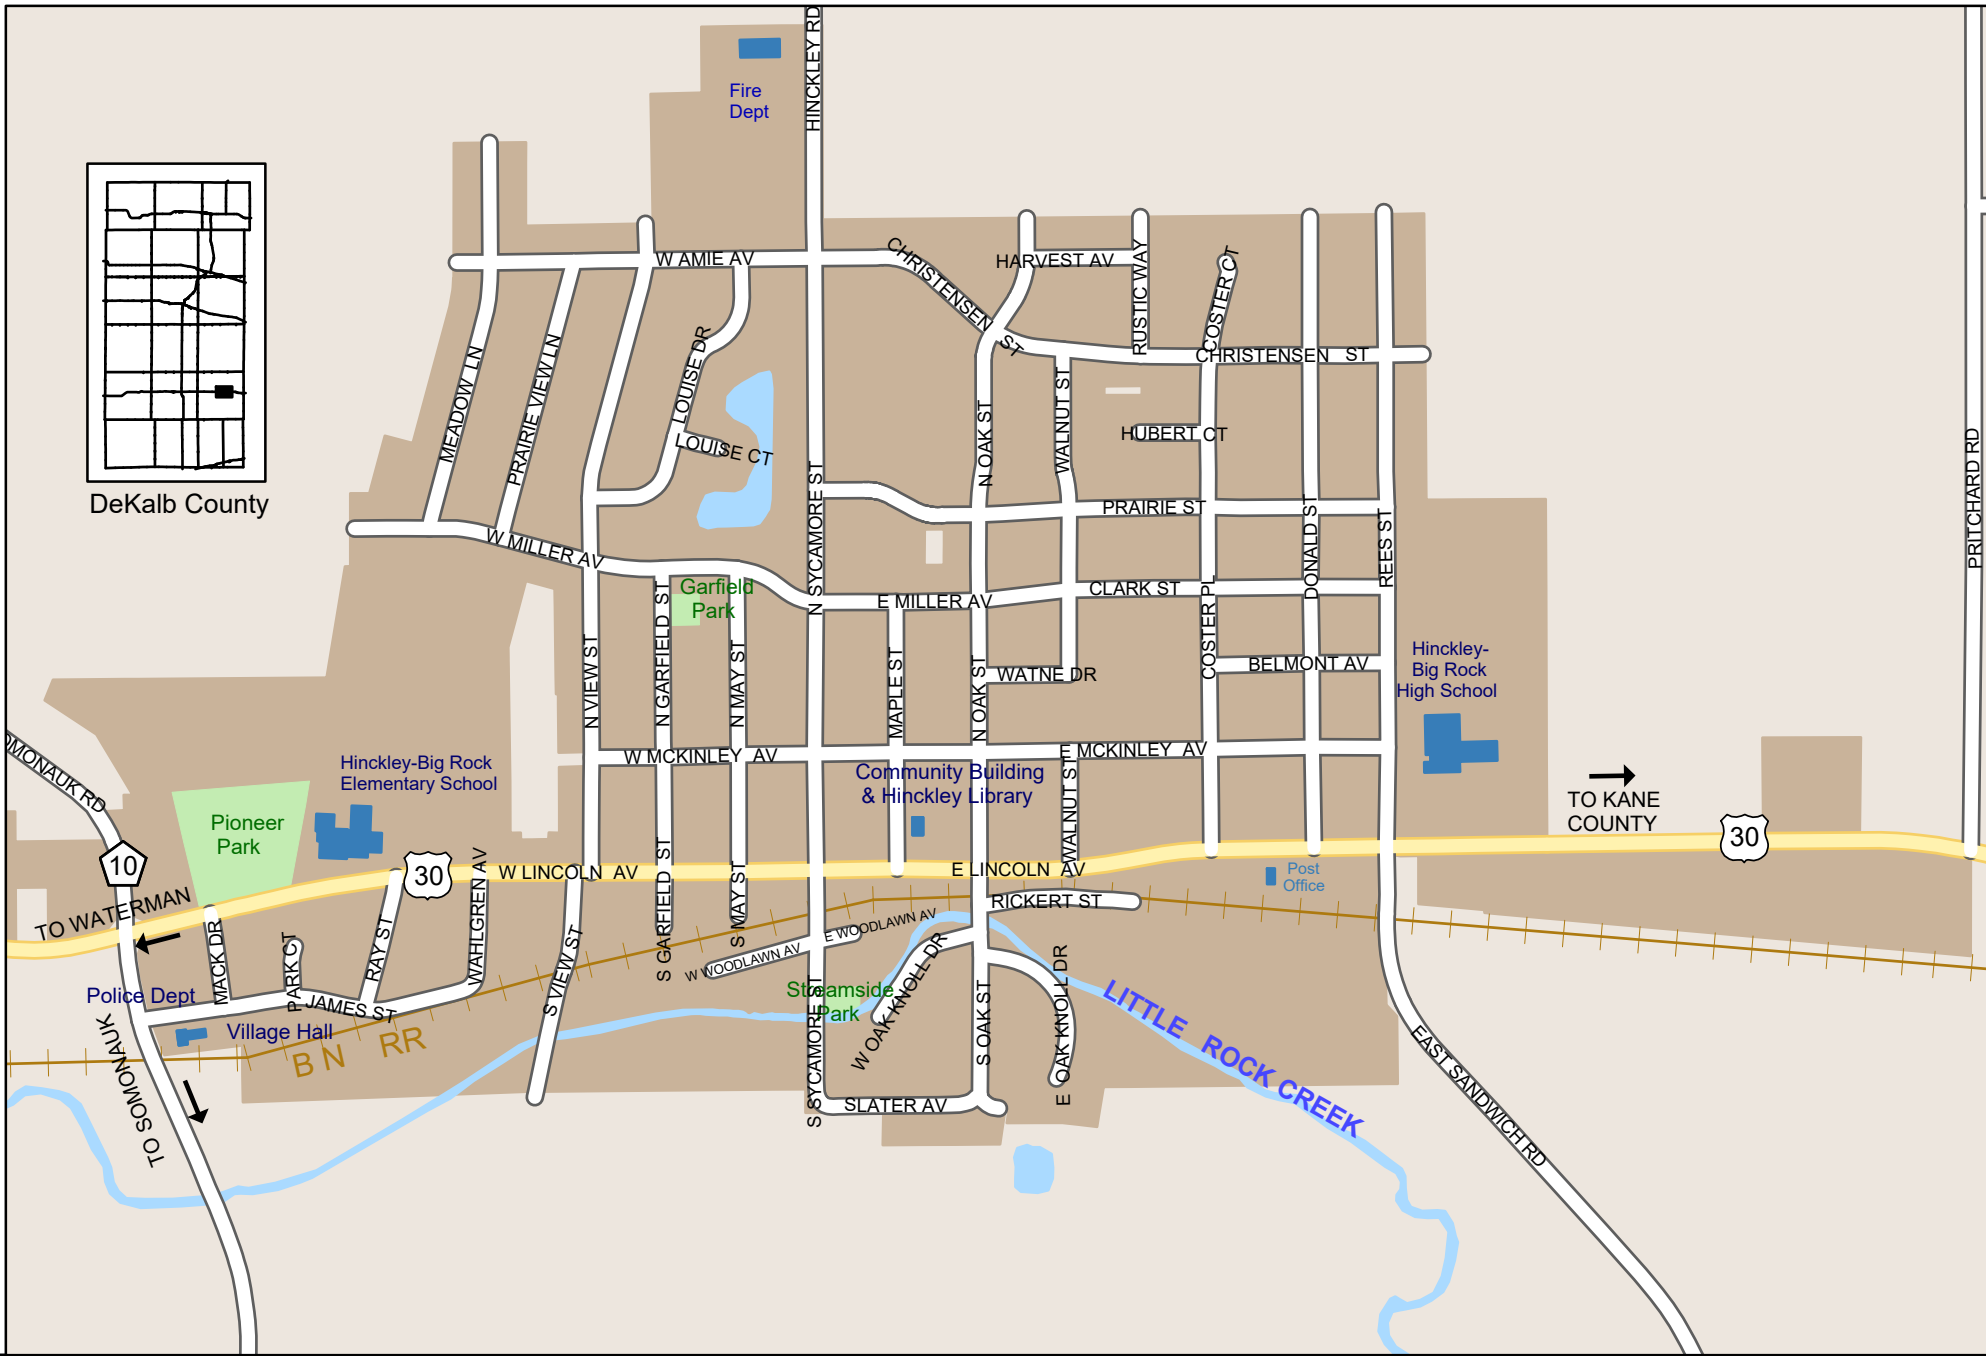 HINCKLEY RD
Fire
Dept
DeKalb County
W AMIE AV
CHRISTENSEN
ST
HARVEST AV
RUSTIC WAY
COSTER CT
CHRISTENSEN ST
MEADOW LN
PRAIRIE VIEW LN
LOUISE DR
LOUISE CT
N OAK ST
WALNUT ST
HUBERT CT
PRITCHARD RD
N SYCAMORE ST
PRAIRIE ST
DONALD ST
REES ST
W MILLER AV
Garfield
Park
E MILLER AV
CLARK ST
N VIEW ST
N GARFIELD ST
N MAY ST
MAPLE ST
N OAK ST
WATNE DR
COSTER PL
BELMONT AV
Hinckley-
Big Rock
High School
W MCKINLEY AV
E MCKINLEY AV
OMONAUK RD
Hinckley-Big Rock
Elementary School
Community Building
& Hinckley Library
WALNUT ST
TO KANE
COUNTY
30
Pioneer
Park
10
30
W LINCOLN AV
E LINCOLN AV
Post
Office
TO WATERMAN
MACK DR
PARK CT
RAY ST
WAHLGREN AV
S VIEW ST
S GARFIELD ST
S MAY ST
W WOODLAWN AV
E WOODLAWN AV
RICKERT ST
Police Dept
JAMES ST
Village Hall
B N RR
Streamside
Park
S SYCAMORE ST
W OAK KNOLL DR
S OAK ST
E OAK KNOLL DR
LITTLE ROCK CREEK
EAST SANDWICH RD
TO SOMONAUK
SLATER AV